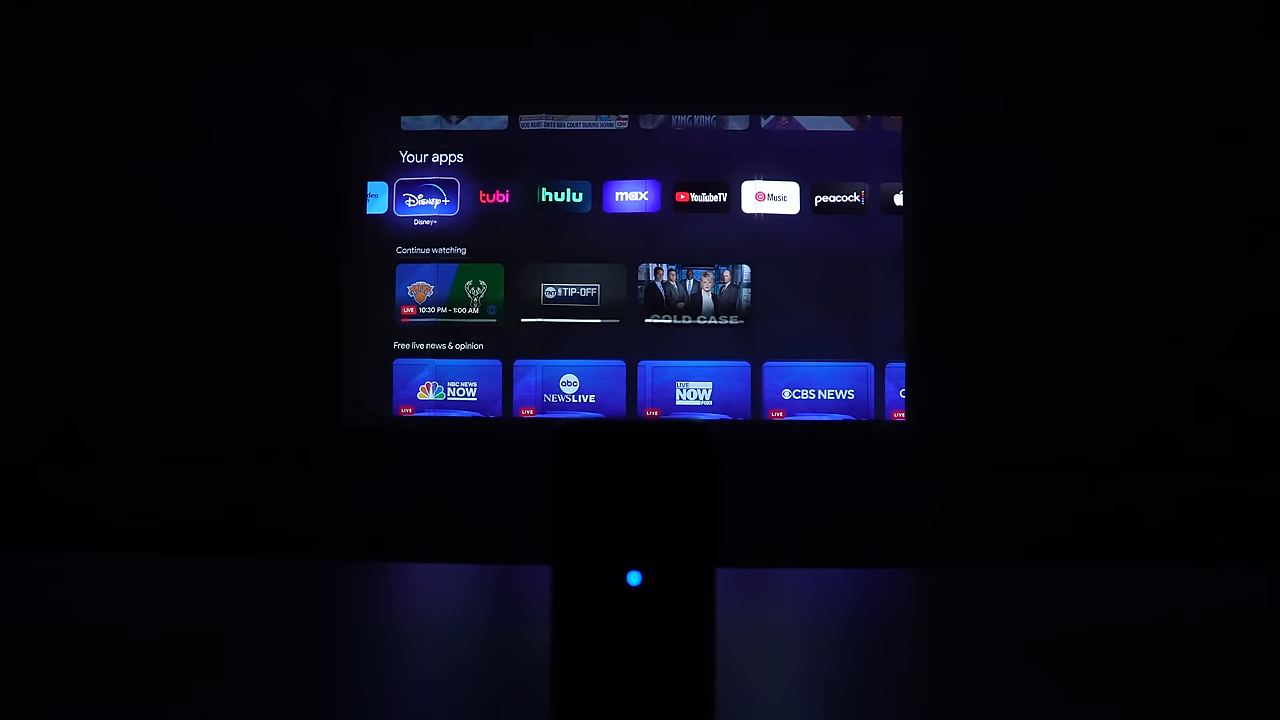 KING KONG
Your apps
Disney+
tubi
hulu
max
YouTubeTV
Music
peacock
Disney+
Continue watching
LIVE 10:30 PM - 1:00 AM
TNT TIP-OFF
COLD CASE
Free live news & opinion
NBC NEWS
NOW
LIVE
abc
NEWSLIVE
LIVE
LIVE
NOW
FOX
LIVE
CBS NEWS
LIVE
LIVE